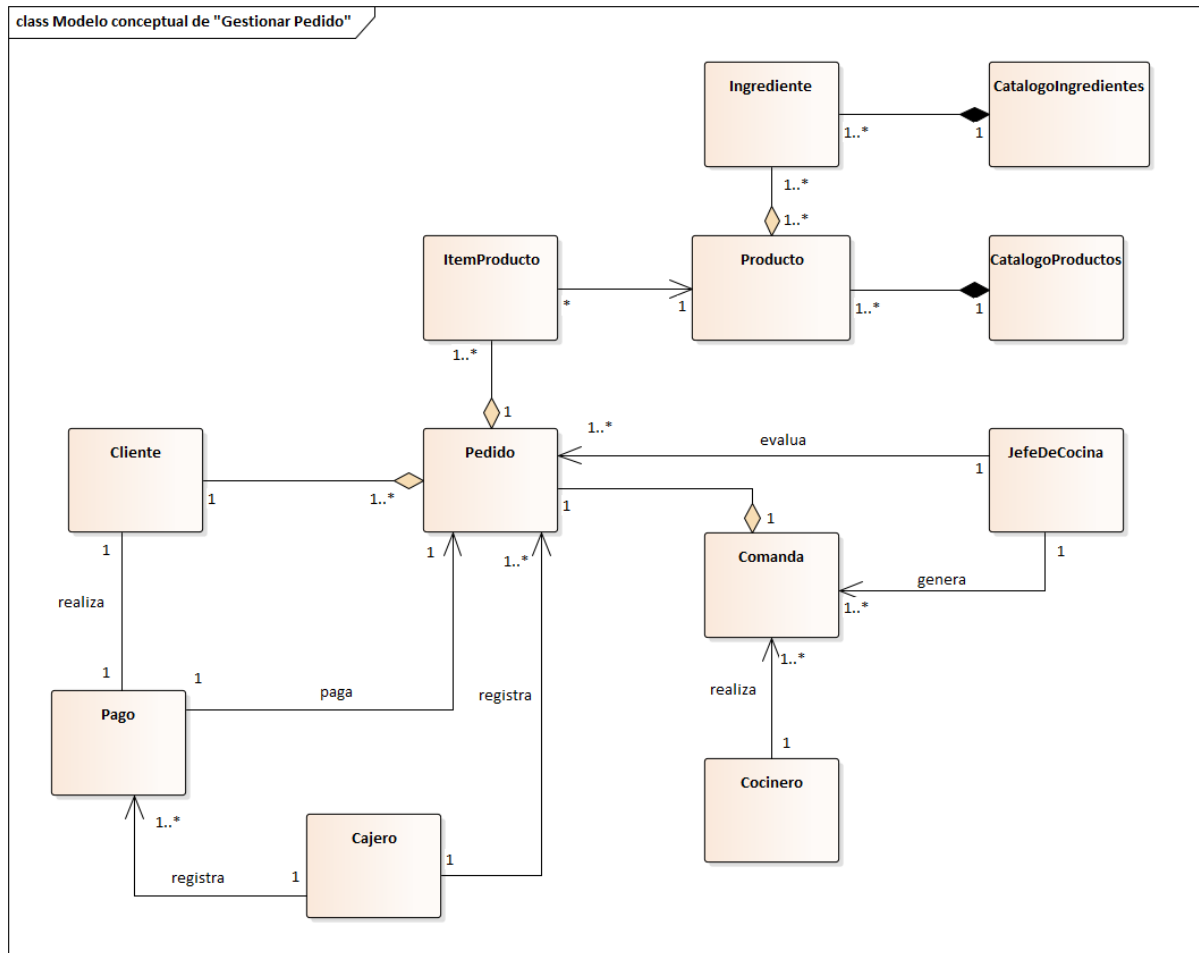 class Modelo conceptual de "Gestionar Pedido"
Ingrediente
CatalogoIngredientes
1..*
1
1..*
1..*
ItemProducto
Producto
CatalogoProductos
*
1
1..*
1
1..*
1
Cliente
Pedido
JefeDeCocina
1..*
evalua
1
1
1..*
1
1
Comanda
1
genera
1..*
1
1
1..*
realiza
registra
1
1
paga
Pago
1..*
realiza
1
Cocinero
1..*
Cajero
registra
1
1